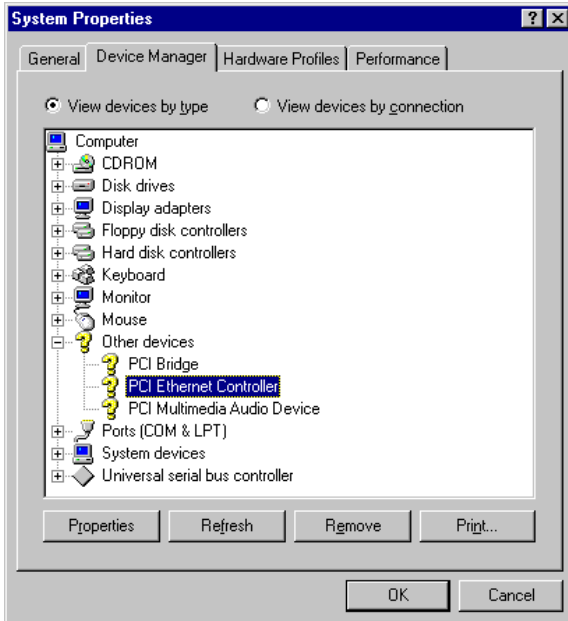 System Properties
General Device Manager Hardware Profiles Performance
View devices by type View devices by connection
Computer
CDROM
Disk drives
Display adapters
Floppy disk controllers
Hard disk controllers
Keyboard
Monitor
Mouse
Other devices
PCI Bridge
PCI Ethernet Controller
PCI Multimedia Audio Device
Ports (COM & LPT)
System devices
Universal serial bus controller
Properties Refresh Remove Print...
OK Cancel